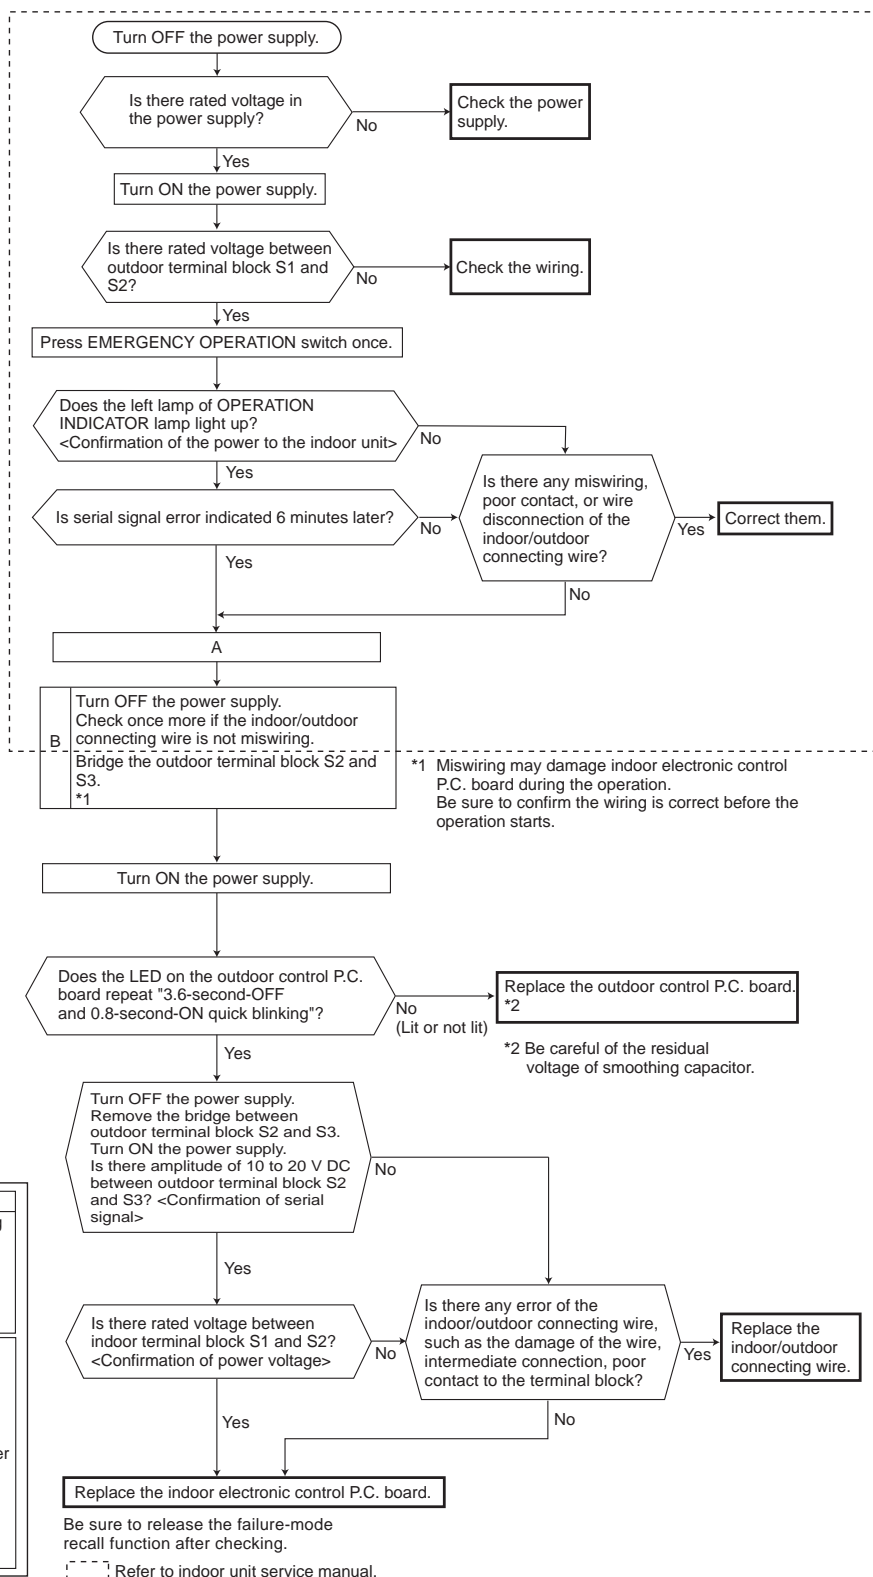 Turn OFF the power supply.
Is there rated voltage in
the power supply?
No
Check the power
supply.
Yes
Turn ON the power supply.
Is there rated voltage between
outdoor terminal block S1 and
S2?
No
Check the wiring.
Yes
Press EMERGENCY OPERATION switch once.
Does the left lamp of OPERATION
INDICATOR lamp light up?
<Confirmation of the power to the indoor unit>
No
Yes
Is serial signal error indicated 6 minutes later?
No
Is there any miswiring,
poor contact, or wire
disconnection of the
indoor/outdoor
connecting wire?
Yes
Correct them.
Yes
No
A
B
Turn OFF the power supply.
Check once more if the indoor/outdoor
connecting wire is not miswiring.
Bridge the outdoor terminal block S2 and
S3.
*1
*1 Miswiring may damage indoor electronic control
P.C. board during the operation.
Be sure to confirm the wiring is correct before the
operation starts.
Turn ON the power supply.
Does the LED on the outdoor control P.C.
board repeat "3.6-second-OFF
and 0.8-second-ON quick blinking"?
No
(Lit or not lit)
Replace the outdoor control P.C. board.
*2
*2 Be careful of the residual
voltage of smoothing capacitor.
Yes
Turn OFF the power supply.
Remove the bridge between
outdoor terminal block S2 and S3.
Turn ON the power supply.
Is there amplitude of 10 to 20 V DC
between outdoor terminal block S2
and S3? <Confirmation of serial
signal>
No
Yes
Is there rated voltage between
indoor terminal block S1 and S2?
<Confirmation of power voltage>
No
Is there any error of the
indoor/outdoor connecting wire,
such as the damage of the wire,
intermediate connection, poor
contact to the terminal block?
Yes
Replace the
indoor/outdoor
connecting wire.
Yes
No
er
Replace the indoor electronic control P.C. board.
Be sure to release the failure-mode
recall function after checking.
Refer to indoor unit service manual.